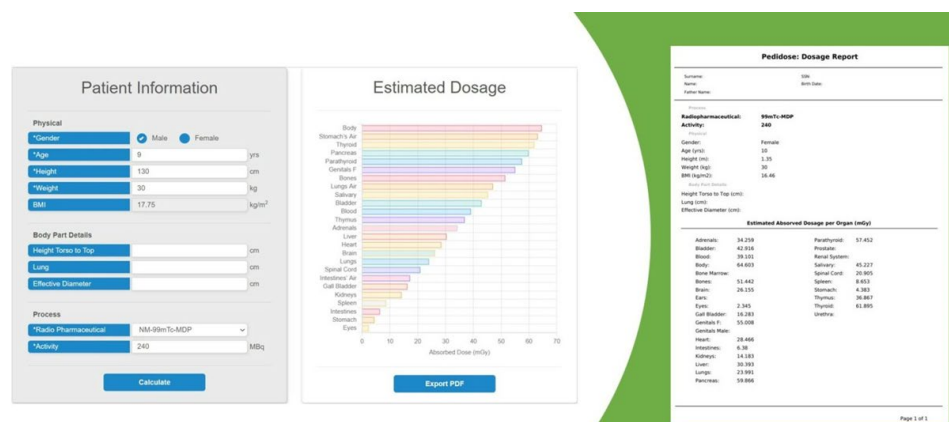 Patient Information
Physical
*Gender Male Female
*Age 9 yrs
*Height 130 cm
*Weight 30 kg
BMI 17.75 kg/m²
Body Part Details
Height Torso to Top cm
Lung cm
Effective Diameter cm
Process
*Radio Pharmaceutical NM-99mTc-MDP
*Activity 240 MBq
Calculate
Estimated Dosage
Body
Stomach's Air
Thyroid
Pancreas
Parathyroid
Genitals F
Bones
Lungs Air
Salivary
Bladder
Blood
Thymus
Adrenals
Liver
Heart
Brain
Lungs
Spinal Cord
Intestines' Air
Gall Bladder
Kidneys
Spleen
Intestines
Stomach
Eyes
0 10 20 30 40 50 60 70
Absorbed Dose (mGy)
Export PDF
Pedidose: Dosage Report
Surname: SSN:
Name: Birth Date:
Father Name:
Process
Radiopharmaceutical: 99mTc-MDP
Activity: 240
Physical
Gender: Female
Age (yrs): 10
Height (m): 1.35
Weight (kg): 30
BMI (kg/m2): 16.46
Body Part Details
Height Torso to Top (cm):
Lung (cm):
Effective Diameter (cm):
Estimated Absorved Dosage per Organ (mGy)
Adrenals: 34.259 Parathyroid: 57.452
Bladder: 42.916 Prostate:
Blood: 39.101 Renal System:
Body: 64.603 Salivary: 45.227
Bone Marrow: Spinal Cord: 20.905
Bones: 51.442 Spleen: 8.653
Brain: 26.155 Stomach: 4.383
Ears: Thymus: 36.867
Eyes: 2.345 Thyroid: 61.895
Gall Bladder: 16.283 Urethra:
Genitals F: 55.008
Genitals Male:
Heart: 28.466
Intestines: 6.38
Kidneys: 14.183
Liver: 30.393
Lungs: 23.991
Pancreas: 59.866
Page 1 of 1